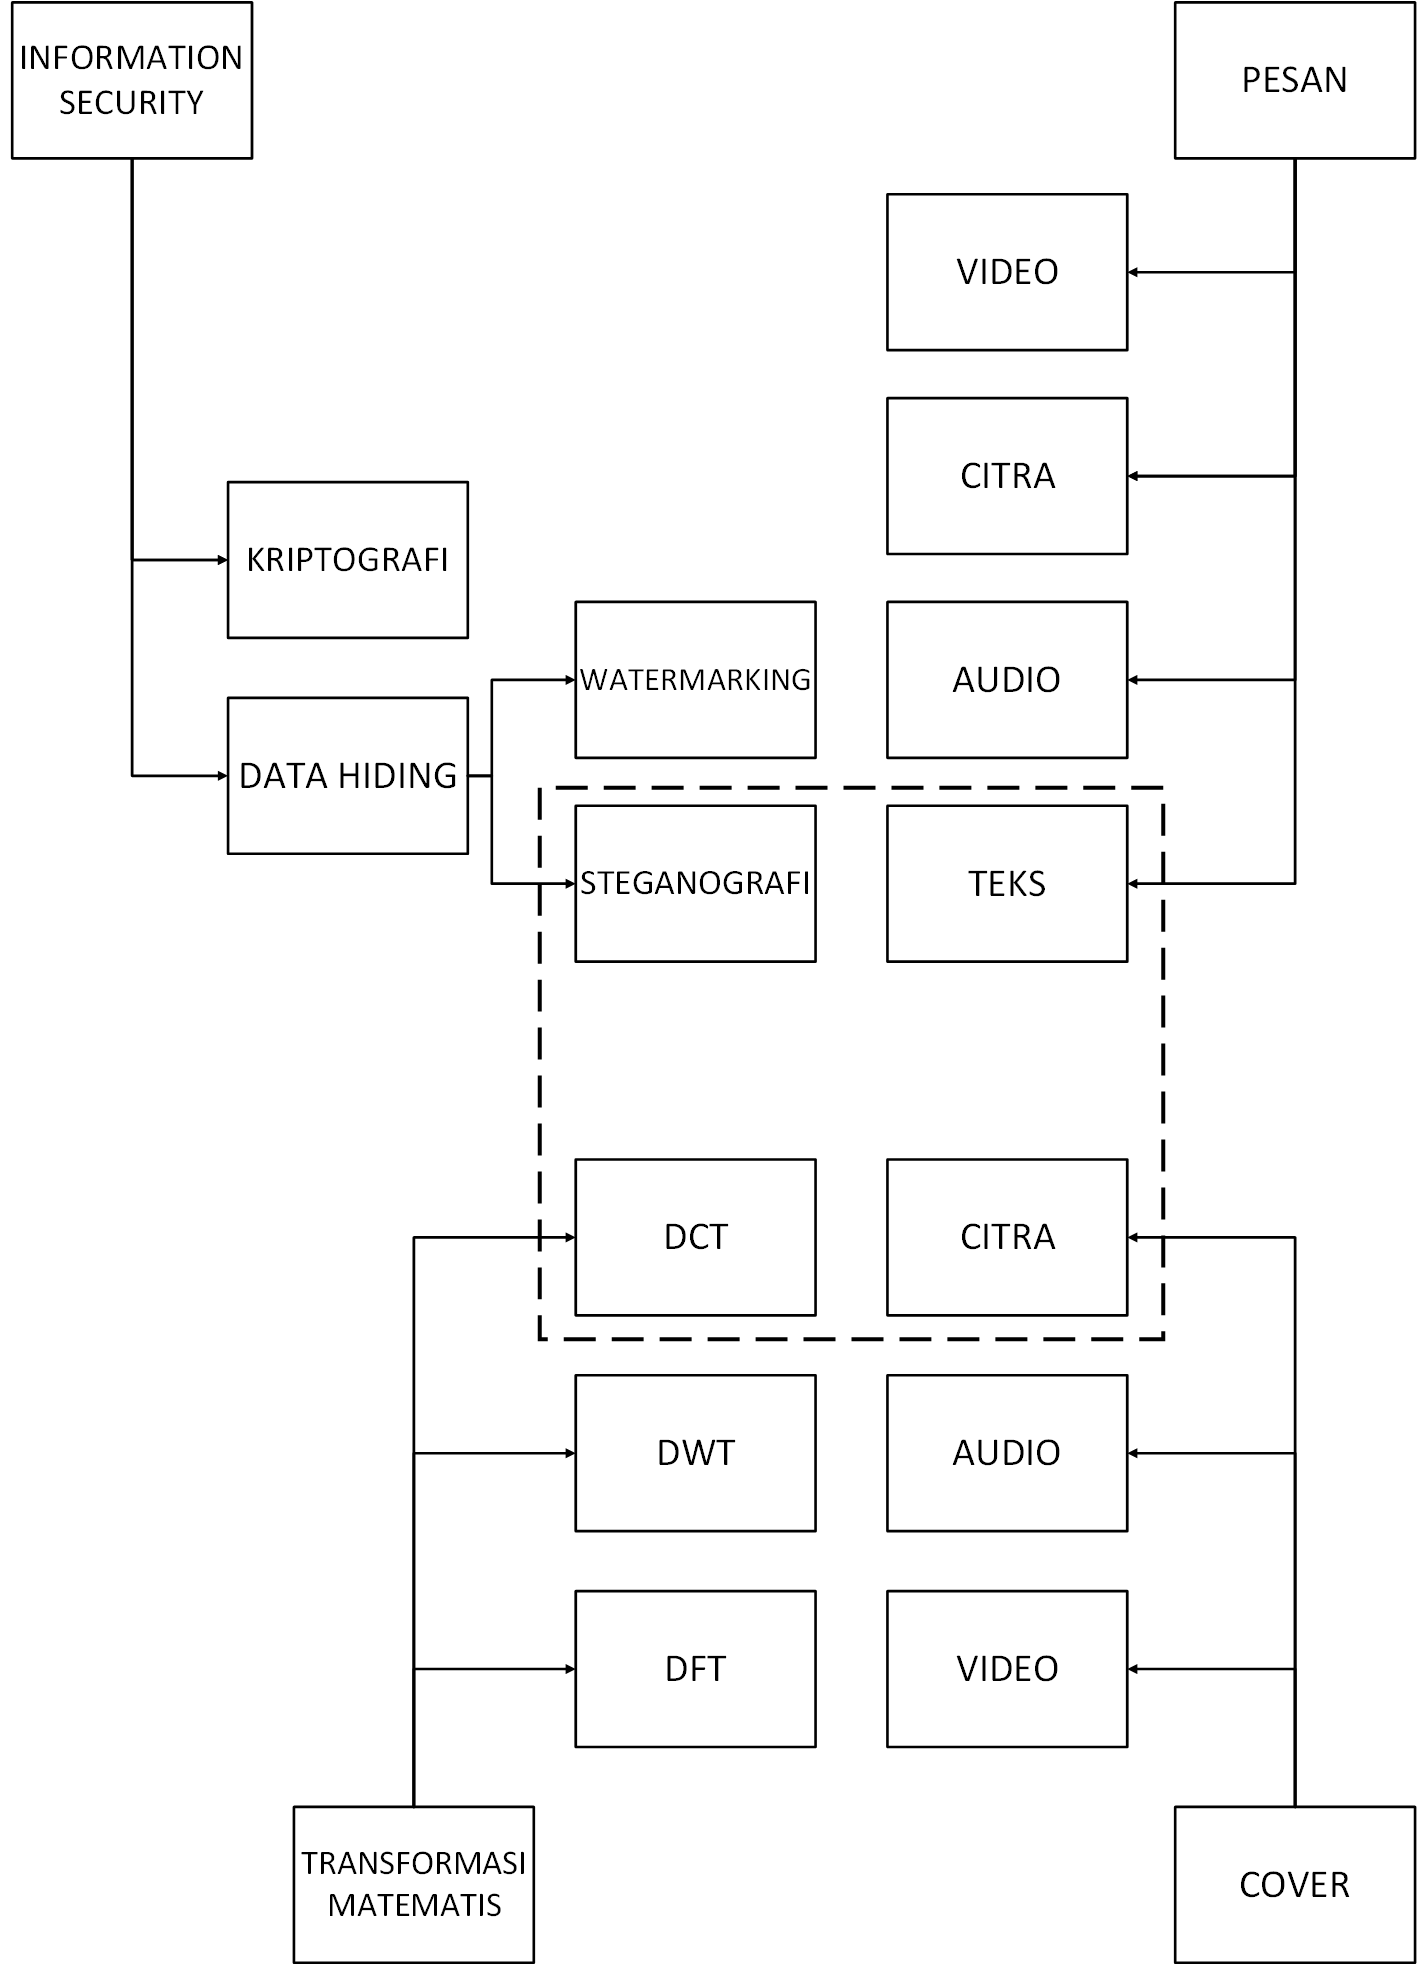 INFORMATION
SECURITY
PESAN
VIDEO
CITRA
KRIPTOGRAFI
WATERMARKING
AUDIO
DATA HIDING
STEGANOGRAFI
TEKS
DCT
CITRA
DWT
AUDIO
DFT
VIDEO
TRANSFORMASI
MATEMATIS
COVER